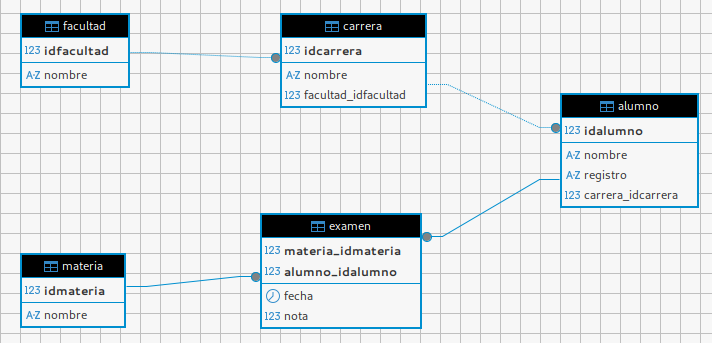 facultad
123 idfacultad
A-Z nombre
carrera
123 idcarrera
A-Z nombre
123 facultad_idfacultad
alumno
123 idalumno
A-Z nombre
A-Z registro
123 carrera_idcarrera
examen
123 materia_idmateria
123 alumno_idalumno
fecha
123 nota
materia
123 idmateria
A-Z nombre